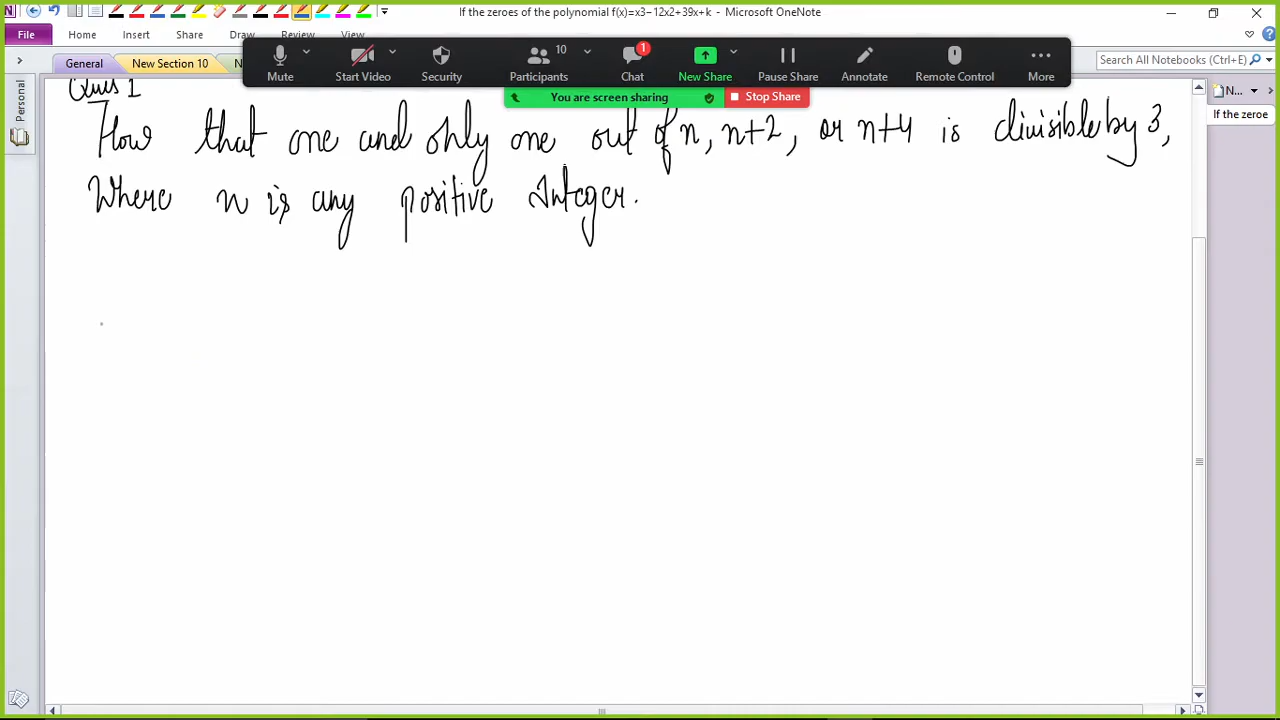 If the zeroes of the polynomial f(x)=x3−12x2+39x+k - Microsoft OneNote
File Home Insert Share Draw Review View
Mute Start Video Security Participants 10 Chat 1 New Share Pause Share Annotate Remote Control More
General New Section 10 N Search All Notebooks (Ctrl+E)
You are screen sharing Stop Share
Personal
N...
If the zeroe
Ques 1
How that one and only one out of n, n+2, or n+4 is divisible by 3,
Where n is any positive Integer.